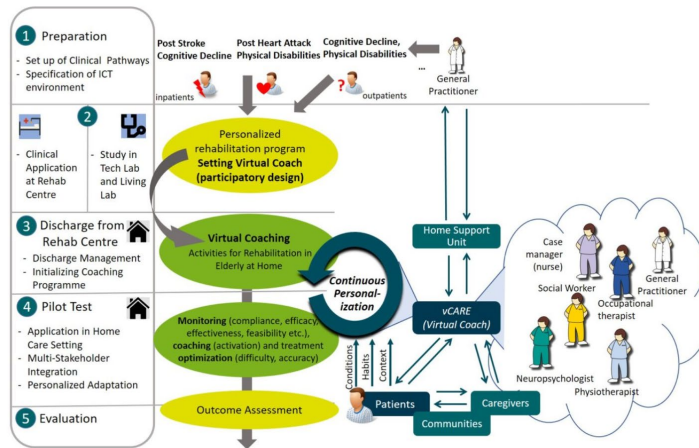 1
Preparation
- Set up of Clinical Pathways
- Specification of ICT
environment
2
- Clinical
Application
at Rehab
Centre
- Study in
Tech Lab
and Living
Lab
3
Discharge from
Rehab Centre
- Discharge Management
- Initializing Coaching
Programme
4
Pilot Test
- Application in Home
Care Setting
- Multi-Stakeholder
Integration
- Personalized Adaptation
5
Evaluation
Post Stroke
Cognitive Decline
Post Heart Attack
Physical Disabilities
Cognitive Decline,
Physical Disabilities
...
General
Practitioner
inpatients
?
outpatients
Personalized
rehabilitation program
Setting Virtual Coach
(participatory design)
Virtual Coaching
Activities for Rehabilitation in
Elderly at Home
Monitoring (compliance, efficacy,
effectiveness, feasibility etc.),
coaching (activation) and treatment
optimization (difficulty, accuracy)
Outcome Assessment
Continuous
Personal-
ization
Home Support
Unit
vCARE
(Virtual Coach)
Conditions
Habits
Context
Patients
Caregivers
Communities
Case
manager
(nurse)
Social Worker
General
Practitioner
Occupational
therapist
Neuropsychologist
Physiotherapist